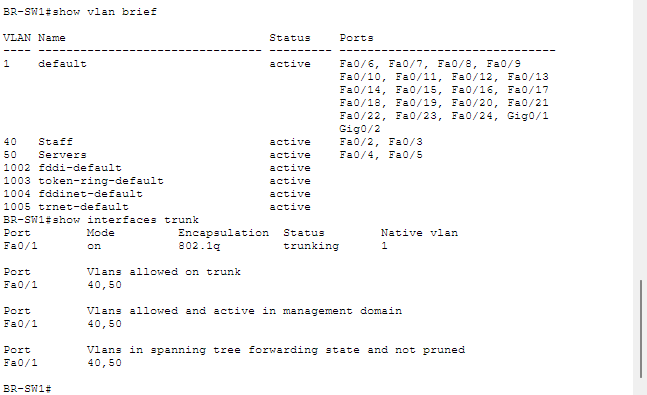 BR-SW1#show vlan brief
VLAN Name Status Ports
---- -------------------------------- --------- -------------------------------
1 default active Fa0/6, Fa0/7, Fa0/8, Fa0/9
Fa0/10, Fa0/11, Fa0/12, Fa0/13
Fa0/14, Fa0/15, Fa0/16, Fa0/17
Fa0/18, Fa0/19, Fa0/20, Fa0/21
Fa0/22, Fa0/23, Fa0/24, Gig0/1
Gig0/2
40 Staff active Fa0/2, Fa0/3
50 Servers active Fa0/4, Fa0/5
1002 fddi-default active
1003 token-ring-default active
1004 fddinet-default active
1005 trnet-default active
BR-SW1#show interfaces trunk
Port Mode Encapsulation Status Native vlan
Fa0/1 on 802.1q trunking 1
Port Vlans allowed on trunk
Fa0/1 40,50
Port Vlans allowed and active in management domain
Fa0/1 40,50
Port Vlans in spanning tree forwarding state and not pruned
Fa0/1 40,50
BR-SW1#